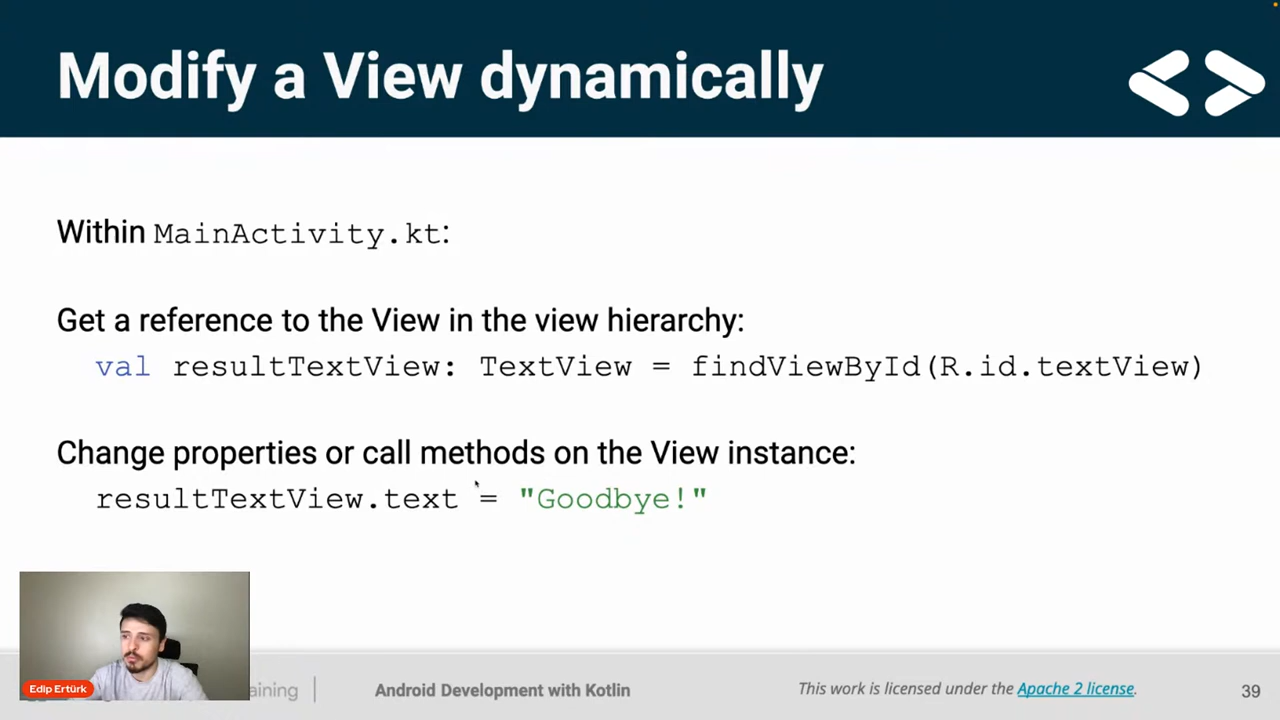 Modify a View dynamically
Within MainActivity.kt:
Get a reference to the View in the view hierarchy:
val resultTextView: TextView = findViewById(R.id.textView)
Change properties or call methods on the View instance:
resultTextView.text = "Goodbye!"
Edip Ertürk
Android Development with Kotlin
This work is licensed under the Apache 2 license.
39